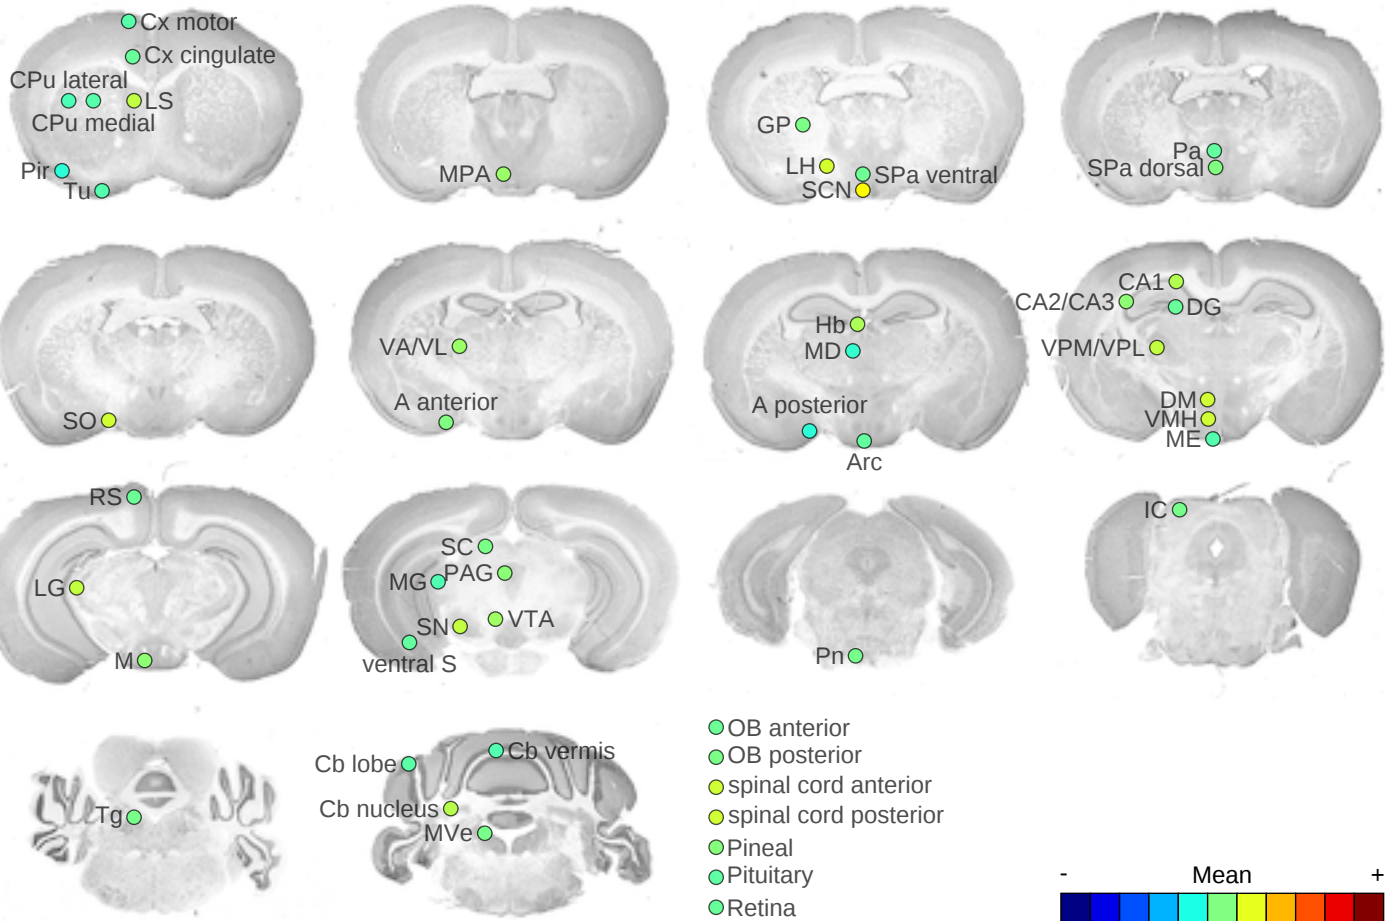 Cx motor
Cx cingulate
CPu lateral
LS
CPu medial
Pir
Tu
MPA
GP
LH
SPa ventral
SCN
Pa
SPa dorsal
SO
VA/VL
A anterior
Hb
MD
A posterior
Arc
CA1
CA2/CA3
DG
VPM/VPL
DM
VMH
ME
RS
LG
M
SC
MG
PAG
SN
VTA
ventral S
Pn
IC
Tg
Cb lobe
Cb vermis
Cb nucleus
MVe
OB anterior
OB posterior
spinal cord anterior
spinal cord posterior
Pineal
Pituitary
Retina
- Mean +